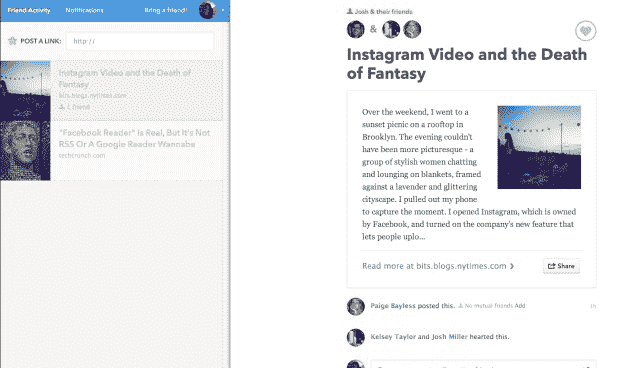 Friend Activity
Notifications
Bring a friend!
POST A LINK:
http://
Instagram Video and the Death of
Fantasy
bits.blogs.nytimes.com
1 friend
"Facebook Reader" Is Real, But It's Not
RSS Or A Google Reader Wannabe
techcrunch.com
Josh & their friends
&
Instagram Video and the Death
of Fantasy
Over the weekend, I went to a
sunset picnic on a rooftop in
Brooklyn. The evening couldn't
have been more picturesque - a
group of stylish women chatting
and lounging on blankets, framed
against a lavender and glittering
cityscape. I pulled out my phone
to capture the moment. I opened Instagram, which is owned
by Facebook, and turned on the company's new feature that
lets people uplo...
Read more at bits.blogs.nytimes.com ›
Share
Paige Bayless posted this. No mutual friends Add
Kelsey Taylor and Josh Miller hearted this.